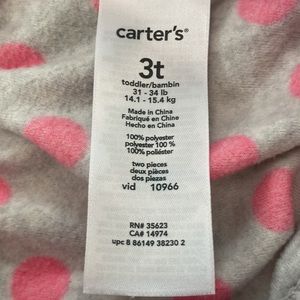 carter's®
3t
toddler/bambin
31 - 34 lb
14.1 - 15.4 kg
Made in China
Fabriqué en Chine
Hecho en China
100% polyester
polyester 100 %
100% poliéster
two pieces
deux pièces
dos piezas
vid 10966
RN# 35623
CA# 14974
upc 8 86149 38230 2